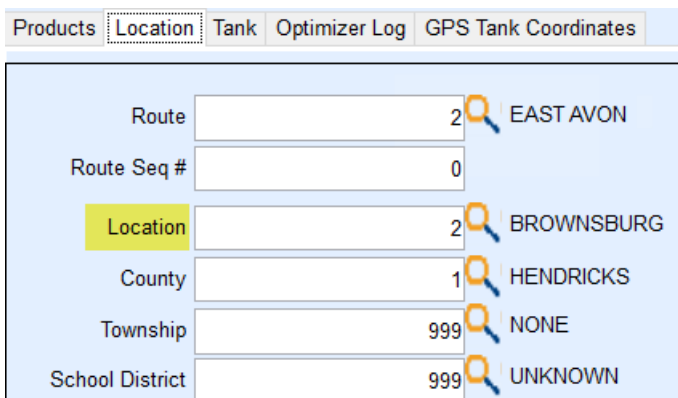 Products Location Tank Optimizer Log GPS Tank Coordinates
Route 2 EAST AVON
Route Seq # 0
Location 2 BROWNSBURG
County 1 HENDRICKS
Township 999 NONE
School District 999 UNKNOWN